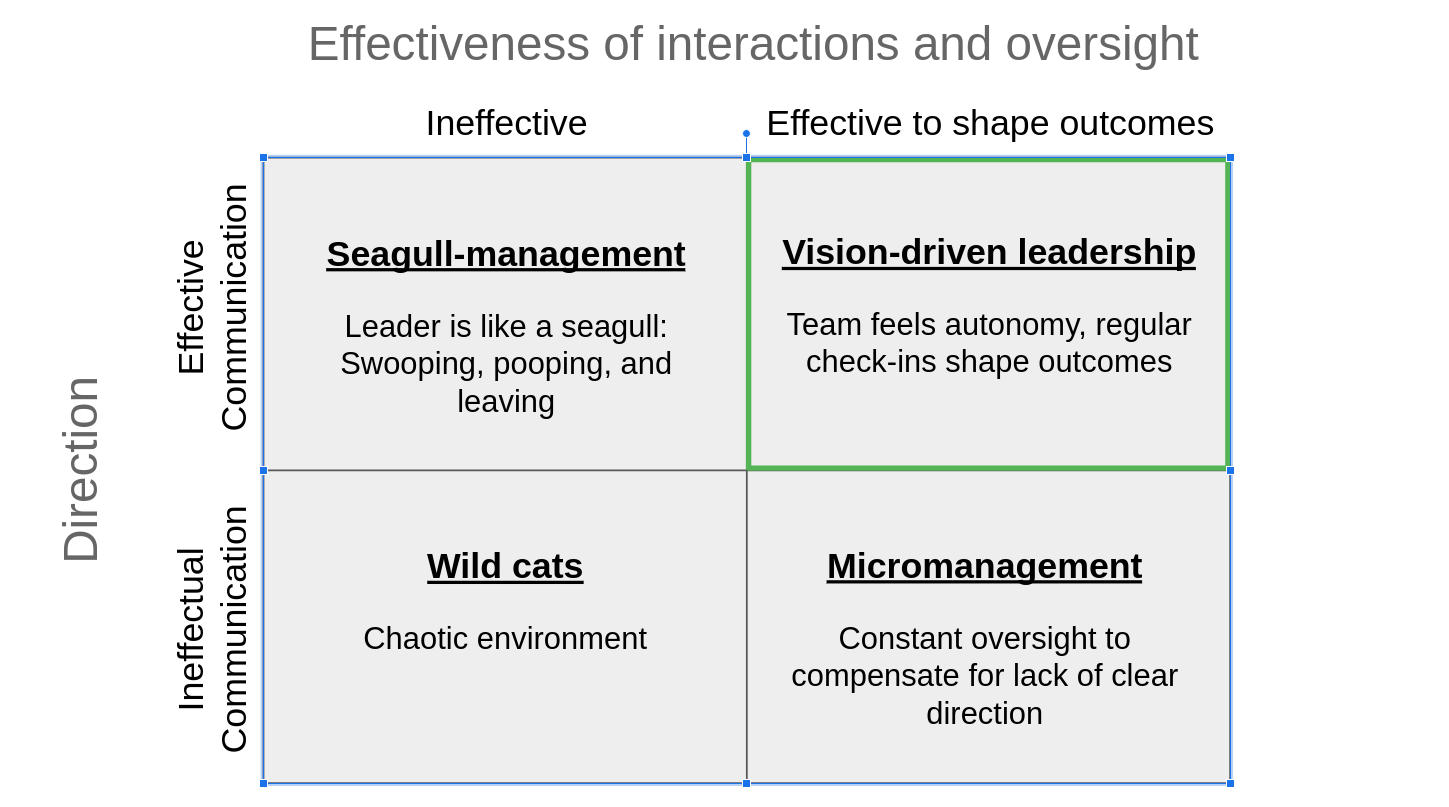 Effectiveness of interactions and oversight
Ineffective
Effective to shape outcomes
Direction
Effective
Communication
Seagull-management
Leader is like a seagull:
Swooping, pooping, and
leaving
Vision-driven leadership
Team feels autonomy, regular
check-ins shape outcomes
Ineffectual
Communication
Wild cats
Chaotic environment
Micromanagement
Constant oversight to
compensate for lack of clear
direction